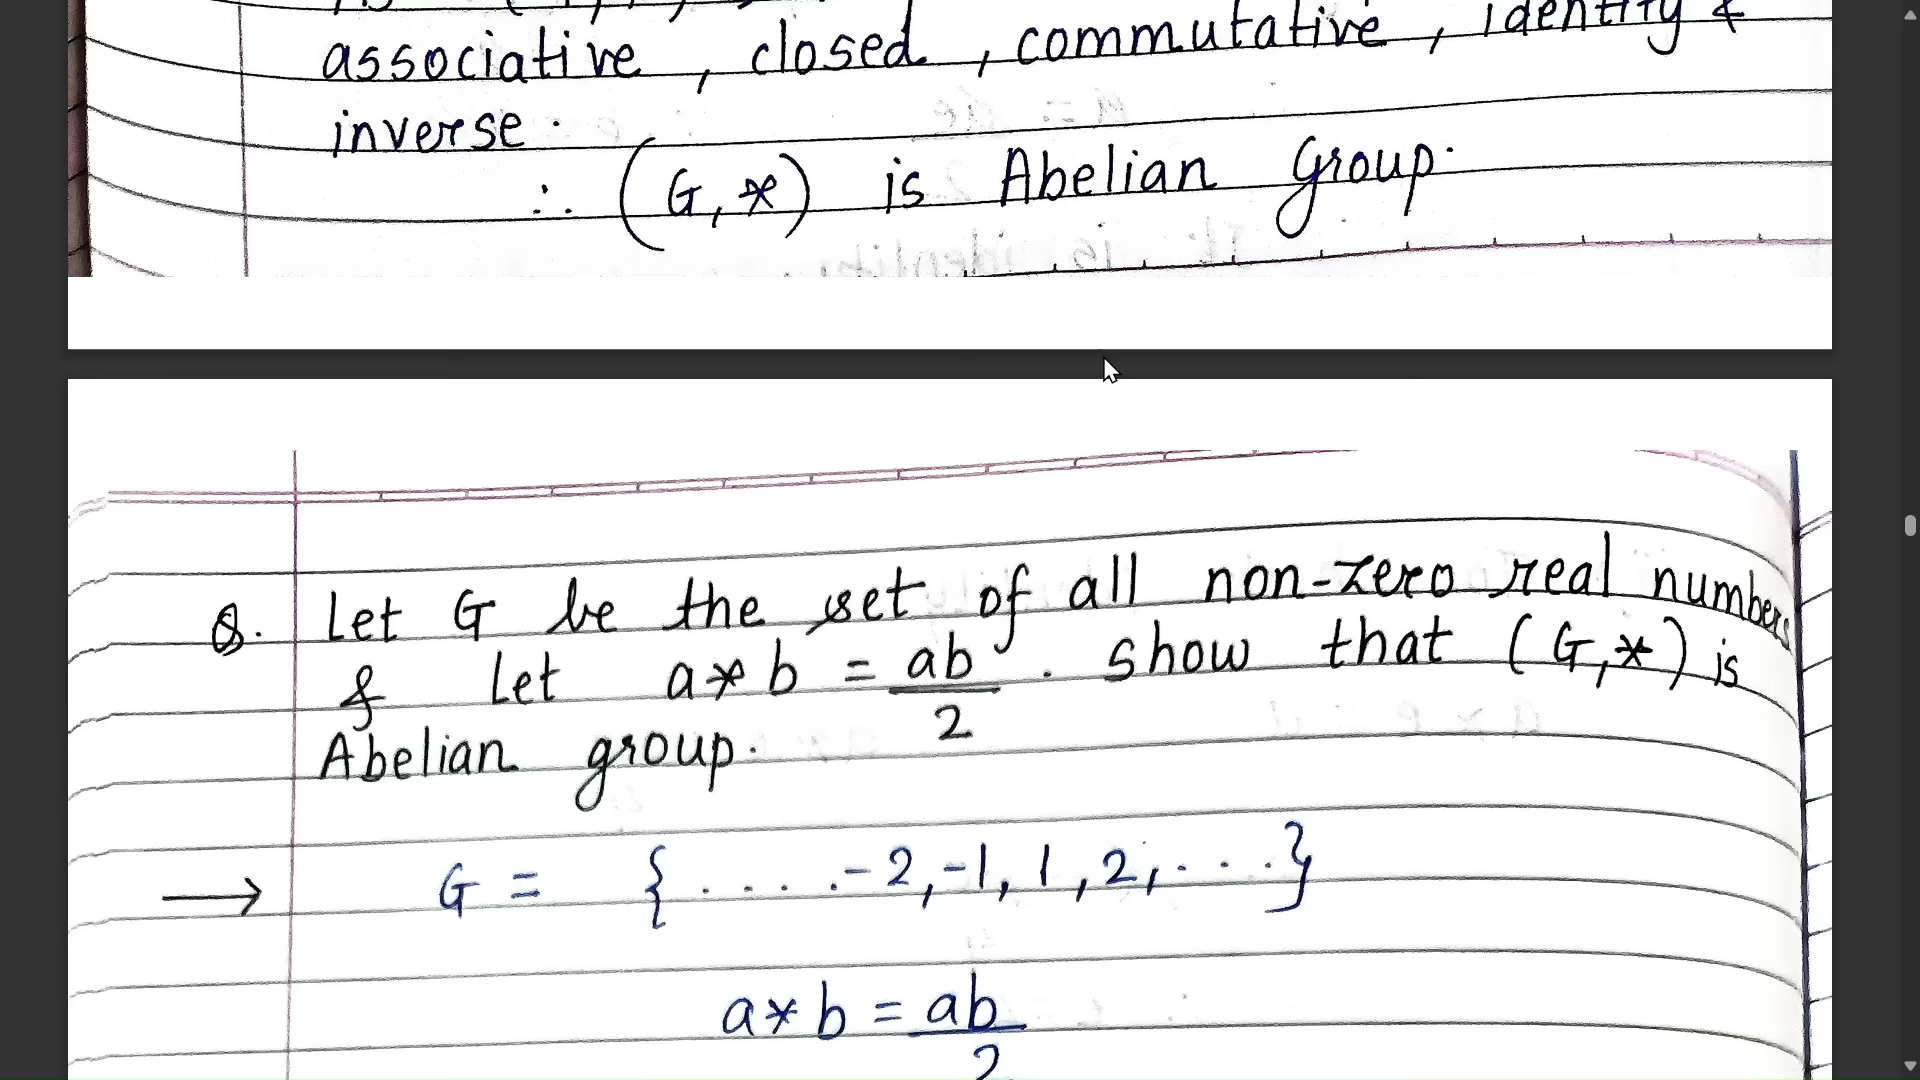 associative , closed , commutative , identity &
inverse .
∴ (G, *) is Abelian Group.
Q. Let G be the set of all non-zero real numbers
& Let a * b = ab/2 . show that (G, *) is
Abelian group.
→ G = { . . . . -2, -1, 1, 2, . . . }
a * b = ab/2